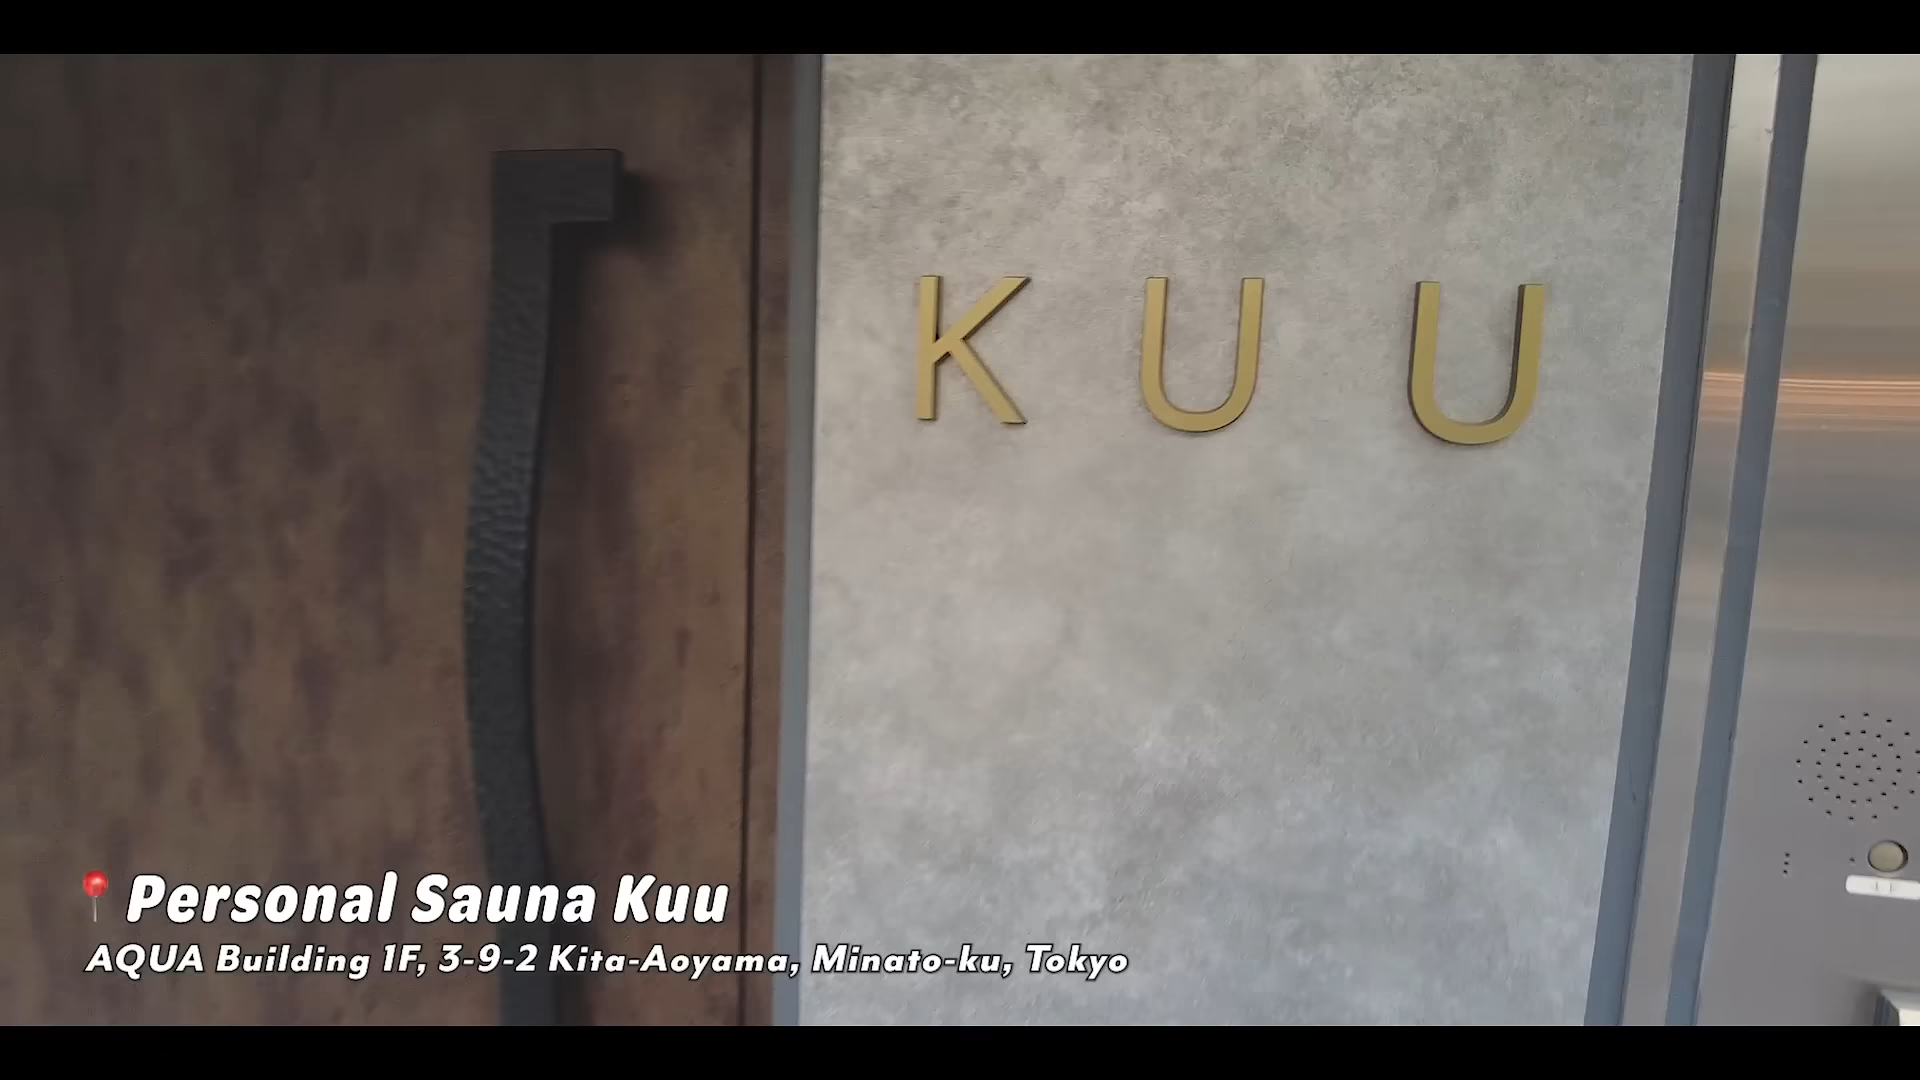 KUU
Personal Sauna Kuu
AQUA Building 1F, 3-9-2 Kita-Aoyama, Minato-ku, Tokyo